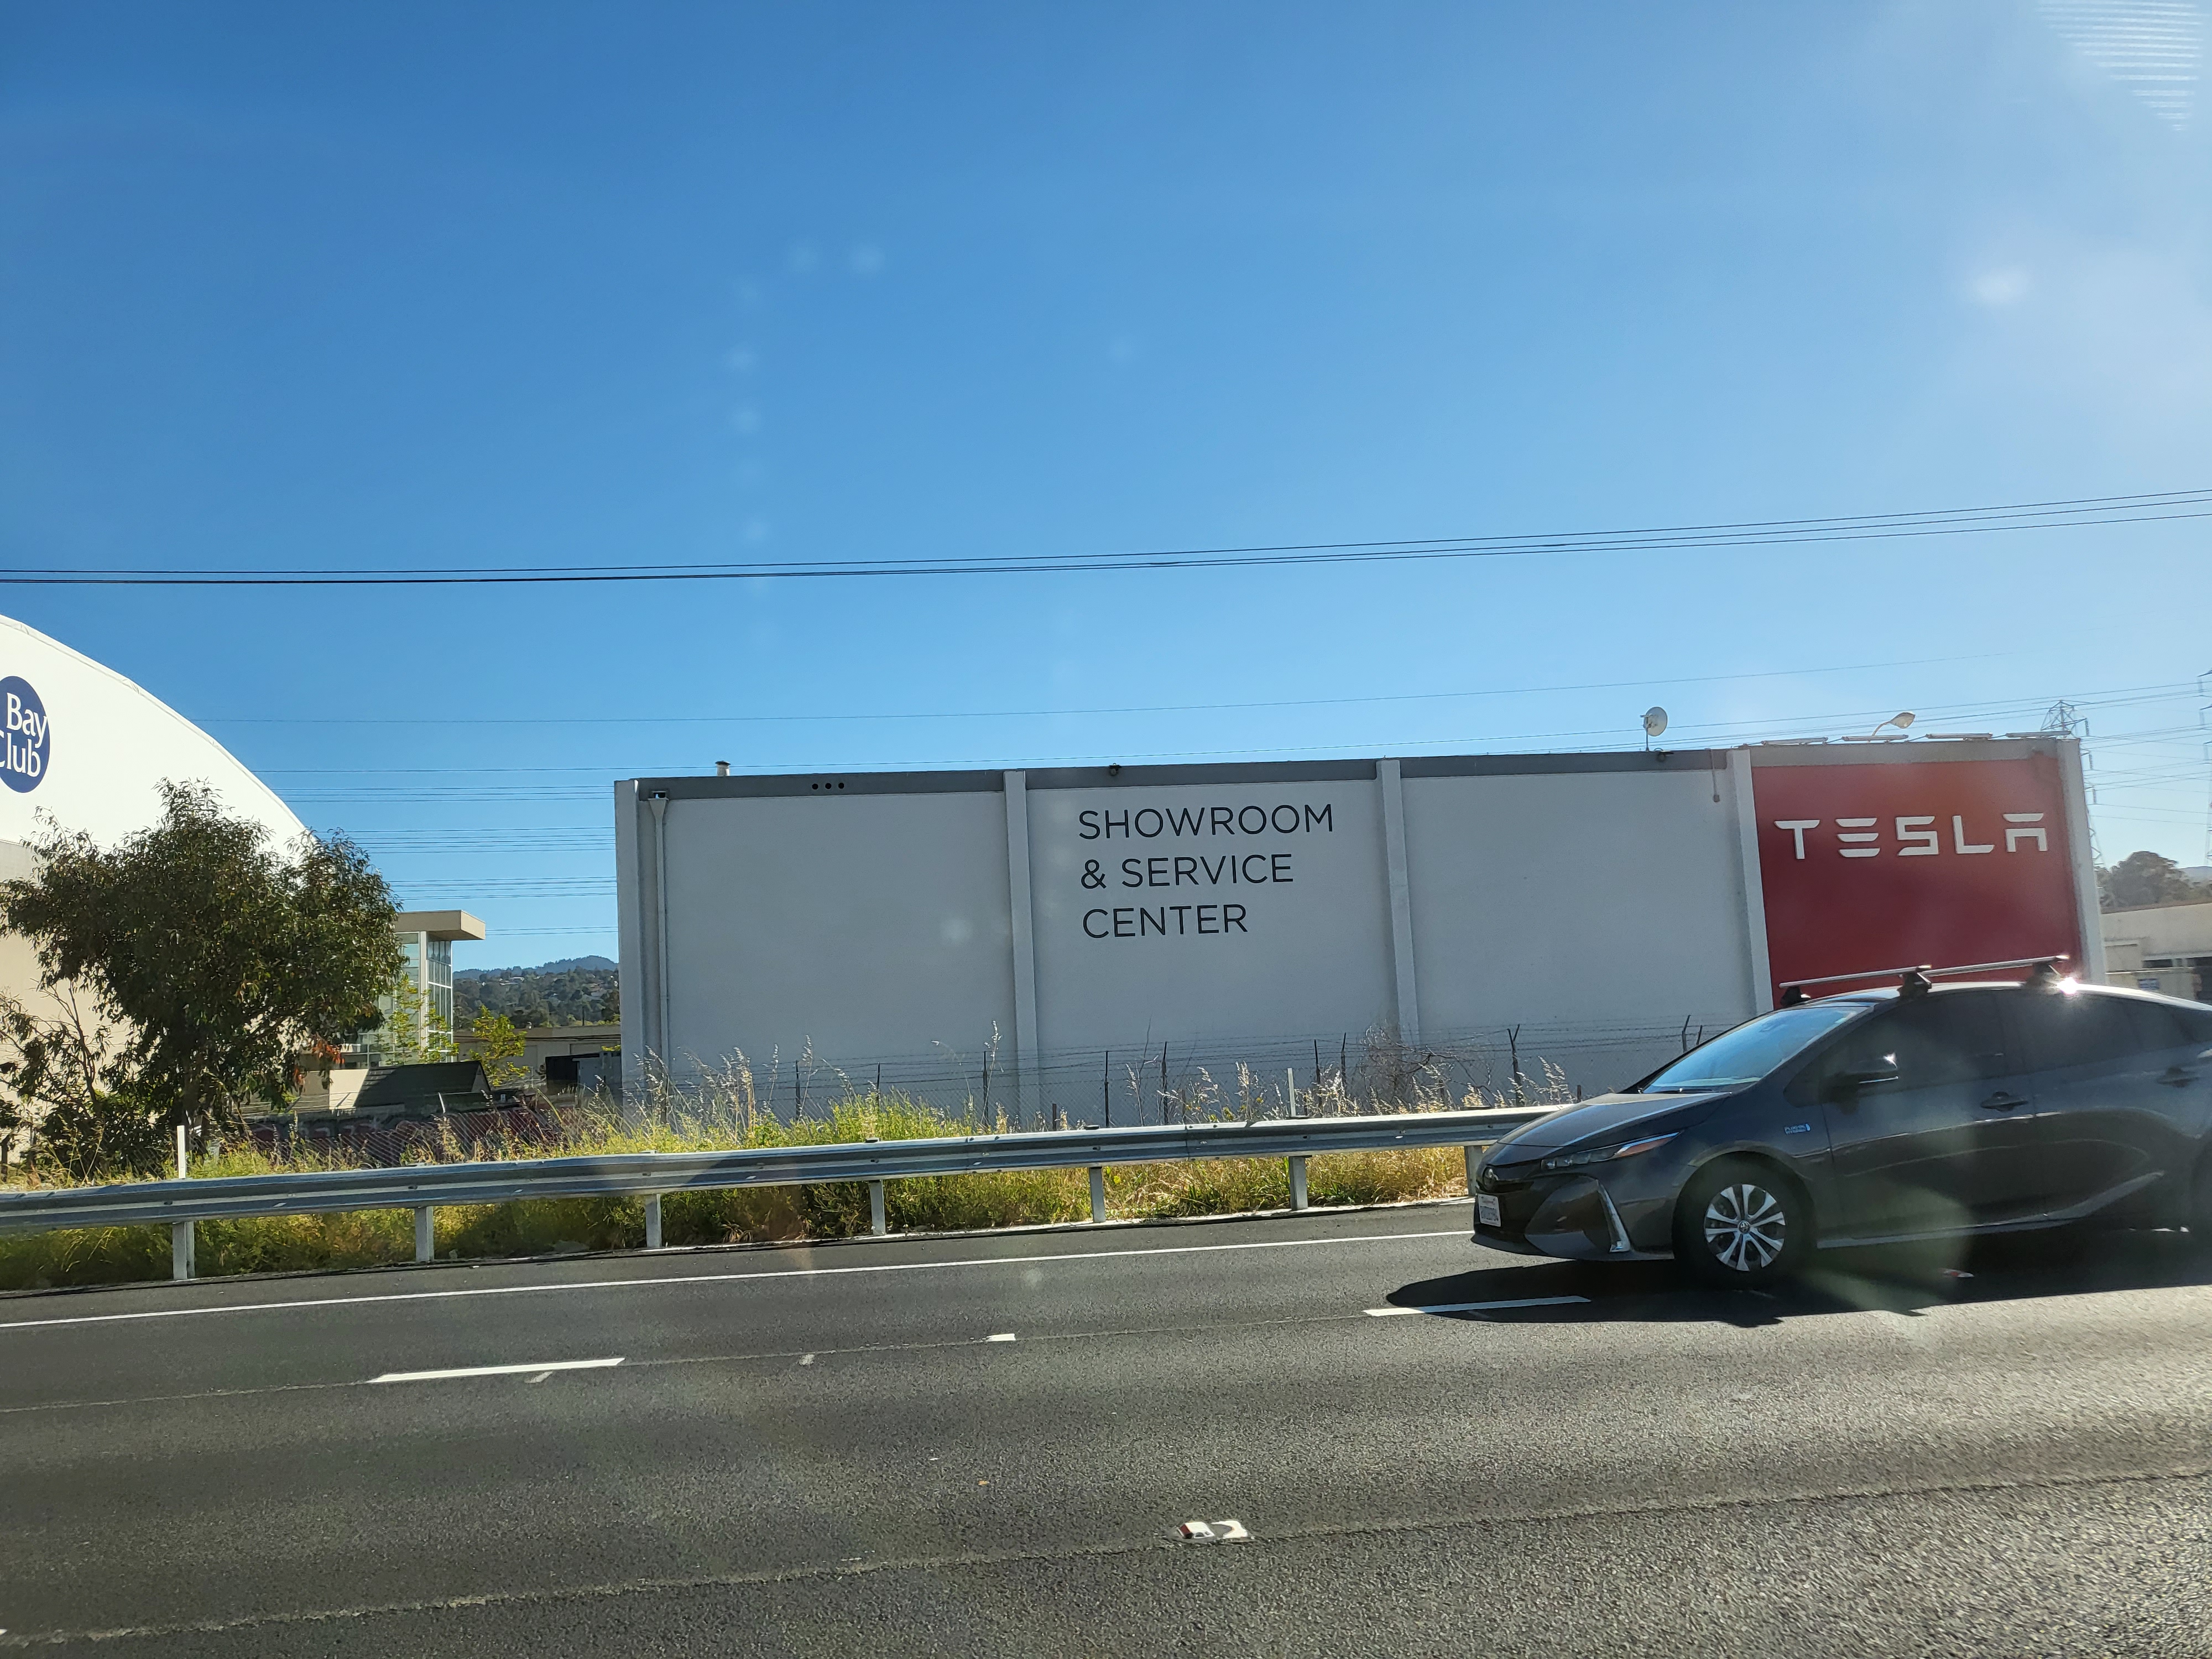 Bay
Club
SHOWROOM
& SERVICE
CENTER
TESLA